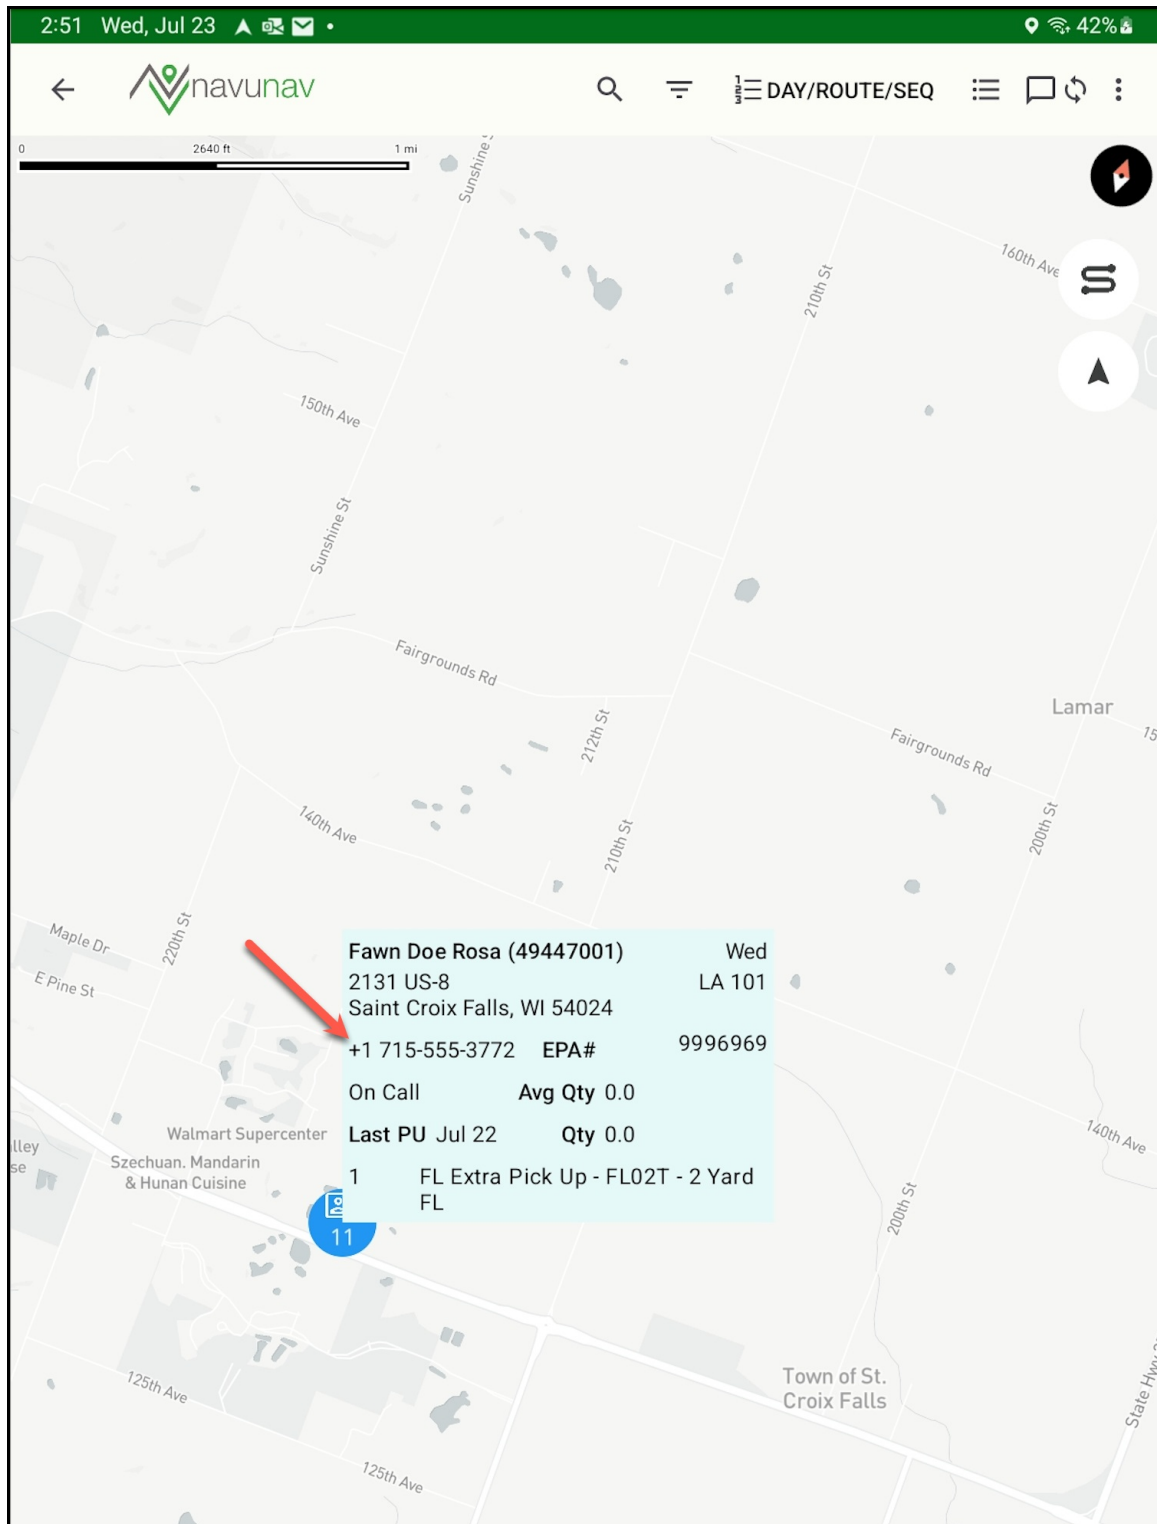 2:51 Wed, Jul 23
42%
navunav
DAY/ROUTE/SEQ
0 2640 ft 1 mi
Sunshine
160th Ave
210th St
150th Ave
Sunshine St
Fairgrounds Rd
Lamar
212th St
Fairgrounds Rd
140th Ave
200th St
210th St
Maple Dr
220th St
E Pine St
Fawn Doe Rosa (49447001) Wed
2131 US-8 LA 101
Saint Croix Falls, WI 54024
+1 715-555-3772 EPA# 9996969
On Call Avg Qty 0.0
Last PU Jul 22 Qty 0.0
1 FL Extra Pick Up - FL02T - 2 Yard
FL
140th Ave
Walmart Supercenter
Szechuan. Mandarin
& Hunan Cuisine
200th St
11
Town of St.
Croix Falls
125th Ave
State Hwy
125th Ave